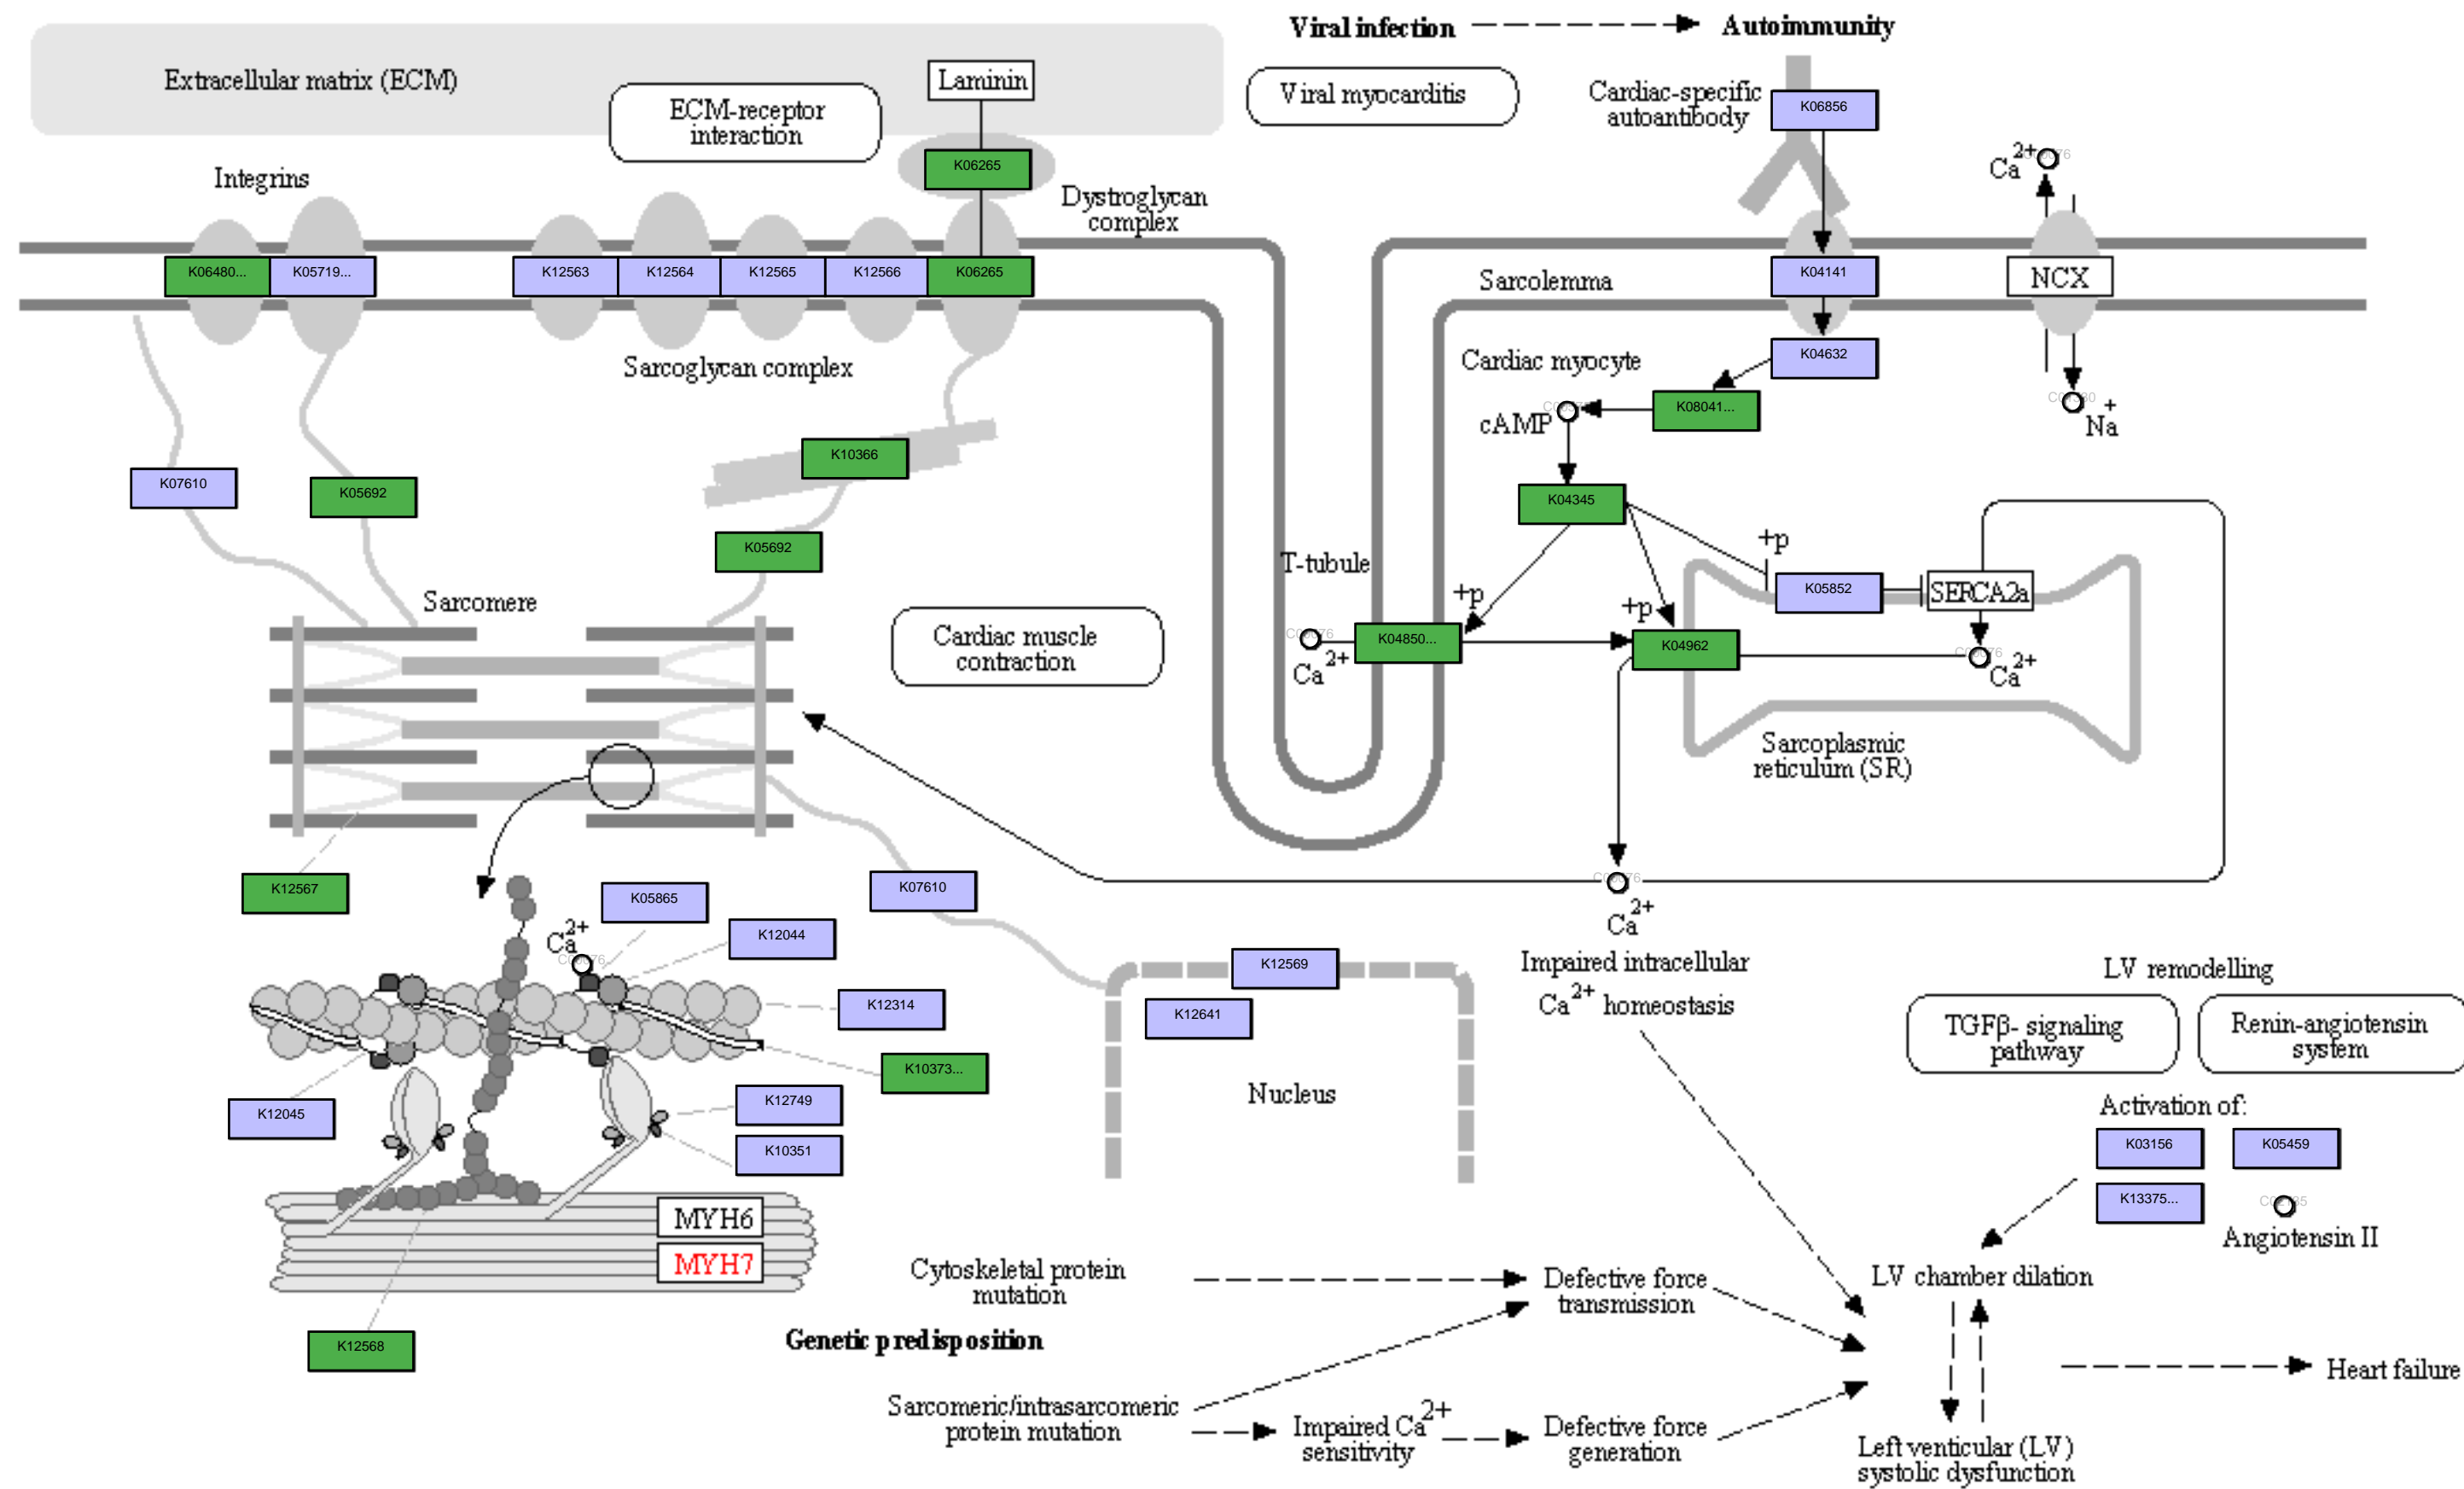 Viral infection
Autoimmunity
Extracellular matrix (ECM)
Laminin
ECM-receptor
interaction
Viral myocarditis
Cardiac-specific
autoantibody
K06856
Ca2+
K06265
Integrins
Dystroglycan
complex
K06480...
K05719...
K12563
K12564
K12565
K12566
K06265
Sarcolemma
K04141
NCX
Sarcoglycan complex
Cardiac myocyte
K04632
cAMP
K08041...
Na+
K10366
K07610
K05692
K04345
K05692
+p
T-tubule
Sarcomere
+p
+p
K05852
SERCA2a
Cardiac muscle
contraction
Ca2+
K04850...
K04962
Ca2+
Sarcoplasmic
reticulum (SR)
K12567
K05865
K07610
Ca2+
Ca2+
K12044
K12569
Impaired intracellular
Ca2+ homeostasis
LV remodelling
K12314
K12641
TGFβ- signaling
pathway
Renin-angiotensin
system
K10373...
Nucleus
K12045
K12749
K10351
Activation of:
K03156
K05459
K13375...
Angiotensin II
MYH6
MYH7
Cytoskeletal protein
mutation
Defective force
transmission
LV chamber dilation
K12568
Genetic predisposition
Heart failure
Sarcomeric/intrasarcomeric
protein mutation
Impaired Ca2+
sensitivity
Defective force
generation
Left venticular (LV)
systolic dysfunction